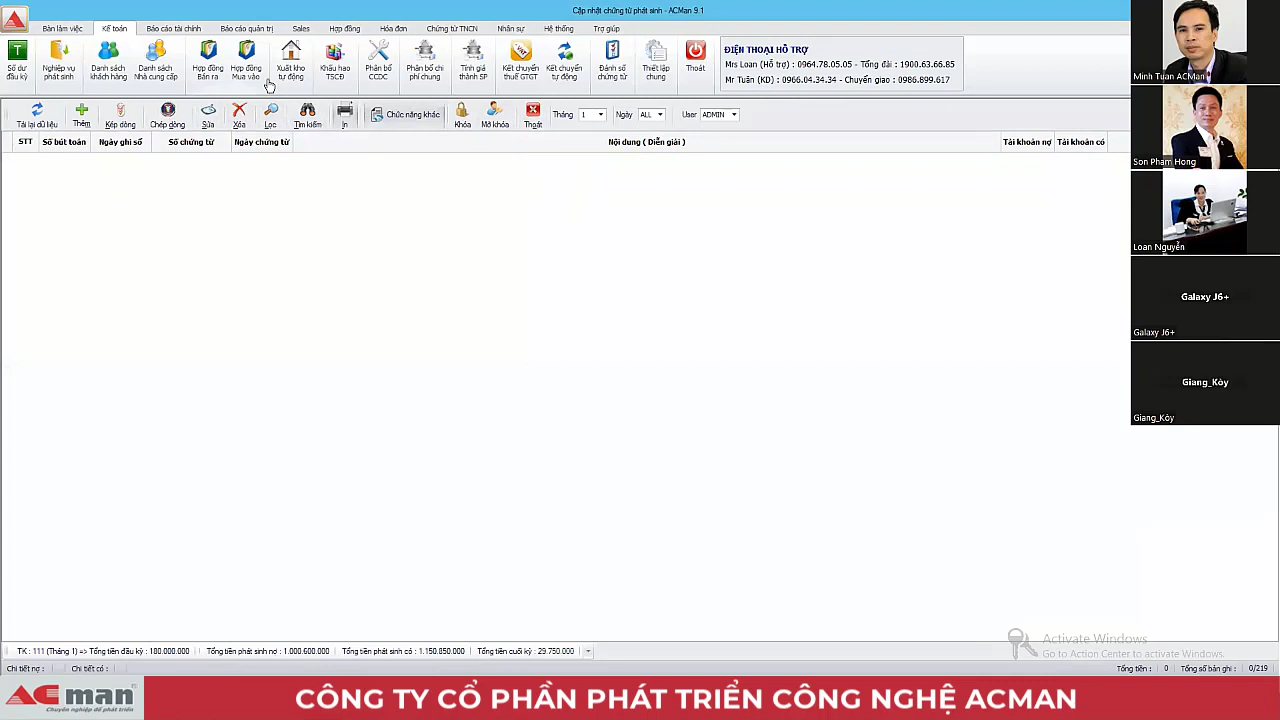 Cập nhật chứng từ phát sinh - ACMan 9.1
Bàn làm việc Kế toán Báo cáo tài chính Báo cáo quản trị Sales Hợp đồng Hóa đơn Chứng từ TNCN Nhân sự Hệ thống Trợ giúp
Số dư đầu kỳ
Nghiệp vụ phát sinh
Danh sách khách hàng
Danh sách Nhà cung cấp
Hợp đồng Bán ra
Hợp đồng Mua vào
Xuất kho tự động
Khấu hao TSCĐ
Phân bổ CCDC
Phân bổ chi phí chung
Tính giá thành SP
Kết chuyển thuế GTGT
Kết chuyển tự động
Đánh số chứng từ
Thiết lập chung
Thoát
ĐIỆN THOẠI HỖ TRỢ
Mrs Loan (Hỗ trợ) : 0964.78.05.05 - Tổng đài : 1900.63.66.85
Mr Tuân (KD) : 0966.04.34.34 - Chuyển giao : 0986.899.617
Tải lại dữ liệu Thêm Kép dòng Chép dòng Sửa Xóa Lọc Tìm kiếm In Chức năng khác Khóa Mở khóa Thoát Tháng 1 Ngày ALL User ADMIN
STT Số bút toán Ngày ghi sổ Số chứng từ Ngày chứng từ Nội dung ( Diễn giải ) Tài khoản nợ Tài khoản có
Minh Tuan ACMan
Son Pham Hong
Loan Nguyễn
Galaxy J6+
Galaxy J6+
Giang_Kòy
Giang_Kòy
Activate Windows
Go to Action Center to activate Windows.
TK : 111 (Tháng 1) => Tổng tiền đầu kỳ : 180.000.000 Tổng tiền phát sinh nợ : 1.000.600.000 Tổng tiền phát sinh có : 1.150.850.000 Tổng tiền cuối kỳ : 29.750.000
Chi tiết nợ : Chi tiết có : Tổng tiền : 0 Tổng số bản ghi : 0/219
ACman
Chuyên nghiệp để phát triển
CÔNG TY CỔ PHẦN PHÁT TRIỂN CÔNG NGHỆ ACMAN